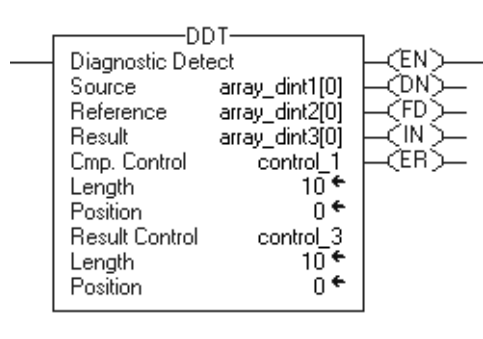 DDT
Diagnostic Detect
Source array_dint1[0]
Reference array_dint2[0]
Result array_dint3[0]
Cmp. Control control_1
Length 10 ←
Position 0 ←
Result Control control_3
Length 10 ←
Position 0 ←
EN
DN
FD
IN
ER